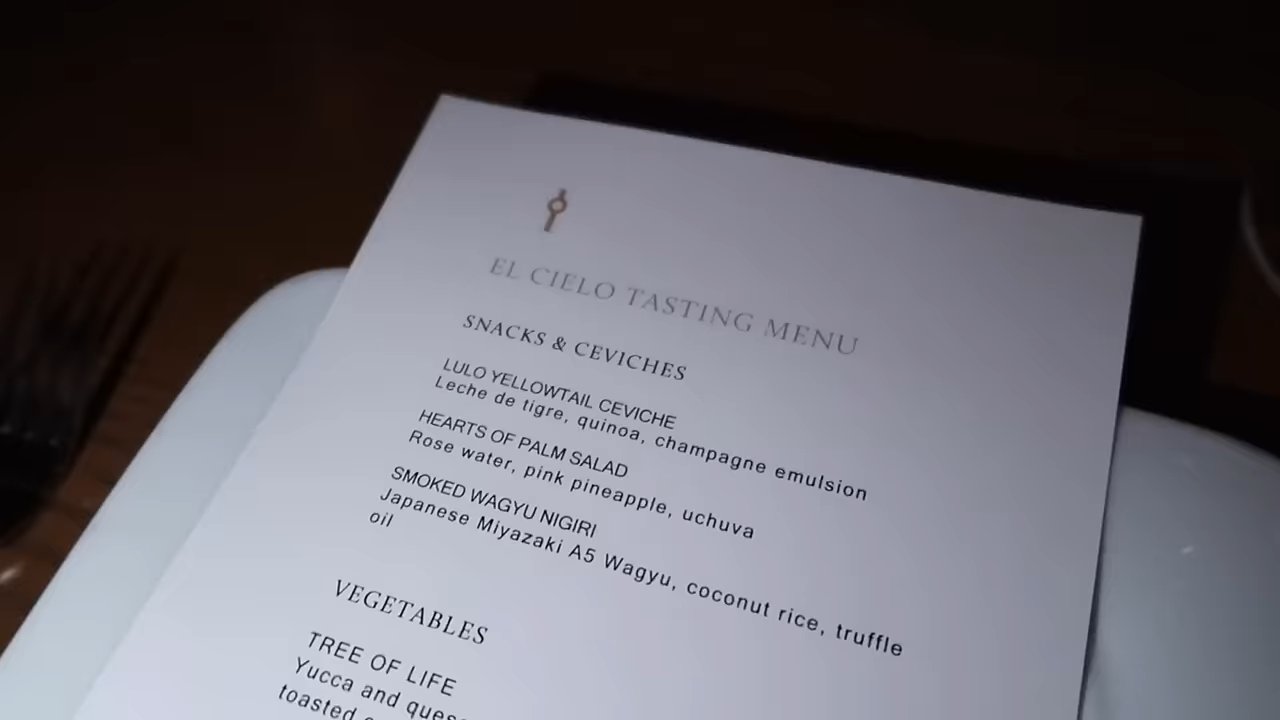 EL CIELO TASTING MENU
SNACKS & CEVICHES
LULO YELLOWTAIL CEVICHE
Leche de tigre, quinoa, champagne emulsion
HEARTS OF PALM SALAD
Rose water, pink pineapple, uchuva
SMOKED WAGYU NIGIRI
Japanese Miyazaki A5 Wagyu, coconut rice, truffle
oil
VEGETABLES
TREE OF LIFE
Yucca and
toasted